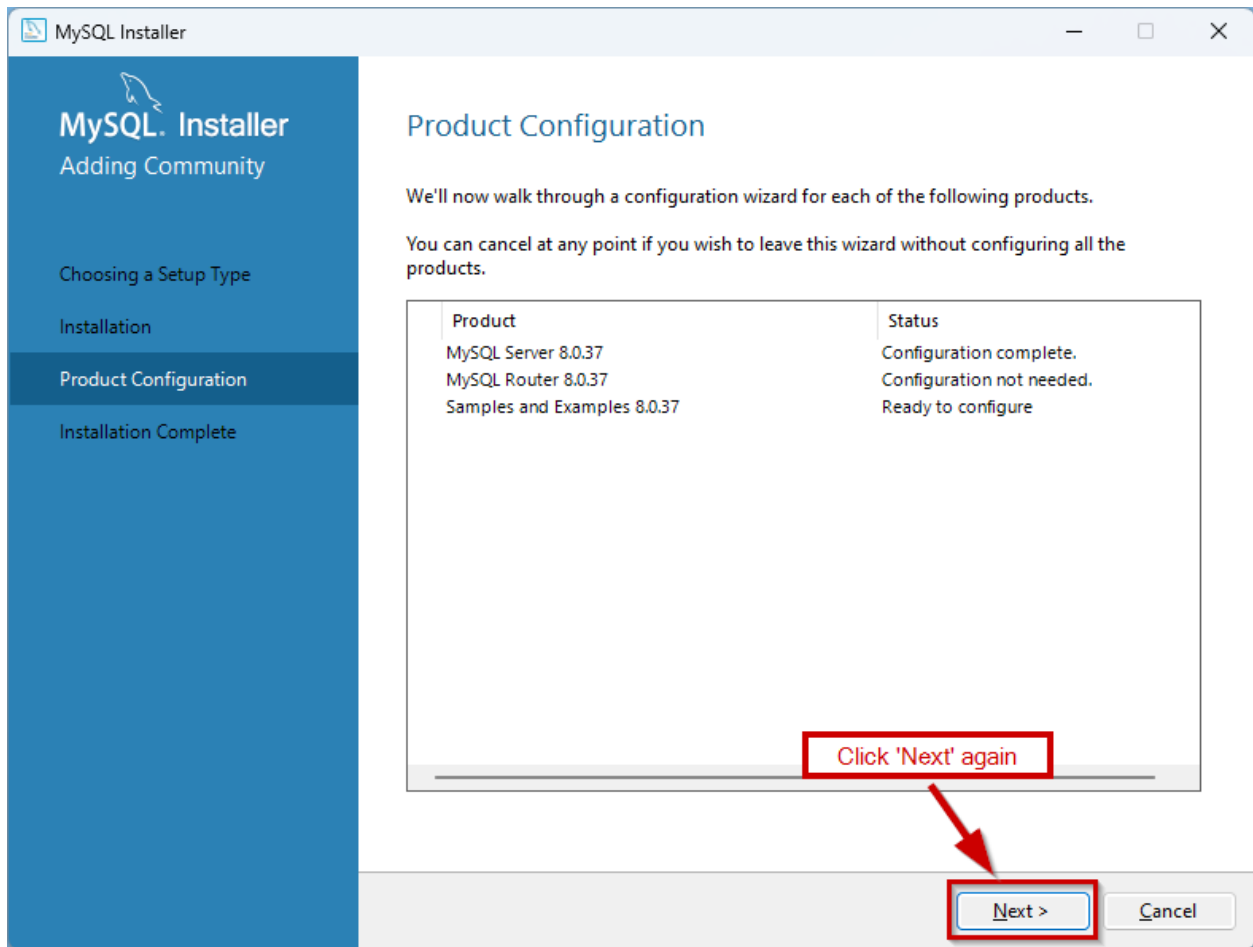 MySQL Installer
MySQL. Installer
Adding Community
Choosing a Setup Type
Installation
Product Configuration
Installation Complete
Product Configuration
We'll now walk through a configuration wizard for each of the following products.
You can cancel at any point if you wish to leave this wizard without configuring all the
products.
Product Status
MySQL Server 8.0.37 Configuration complete.
MySQL Router 8.0.37 Configuration not needed.
Samples and Examples 8.0.37 Ready to configure
Click 'Next' again
Next > Cancel